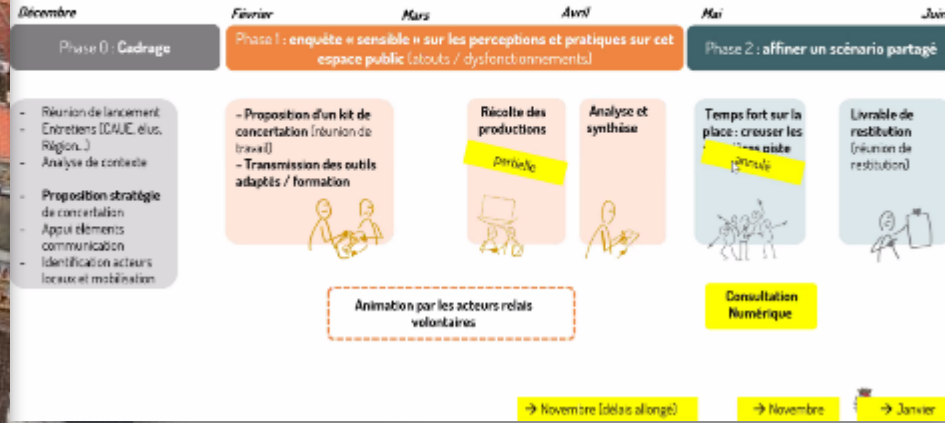 Décembre
Février
Mars
Avril
Mai
Juin
Phase 0 : Cadrage
Phase 1 : enquête « sensible » sur les perceptions et pratiques sur cet
espace public (atouts / dysfonctionnements)
Phase 2 : affiner un scénario partagé
- Réunion de lancement
- Entretiens (CAUE, élus,
Région...)
- Analyse de contexte
- Proposition stratégie
de concertation
- Appui éléments
communication
- Identification acteurs
locaux et mobilisation
- Proposition d'un kit de
concertation (réunion de
travail)
- Transmission des outils
adaptés / formation
Récolte des
productions
partielle
Analyse et
synthèse
Temps fort sur la
place : creuser les
piste
annulé
Livrable de
restitution
(réunion de
restitution)
Animation par les acteurs relais
volontaires
Consultation
Numérique
→ Novembre (délais allongé)
→ Novembre
→ Janvier